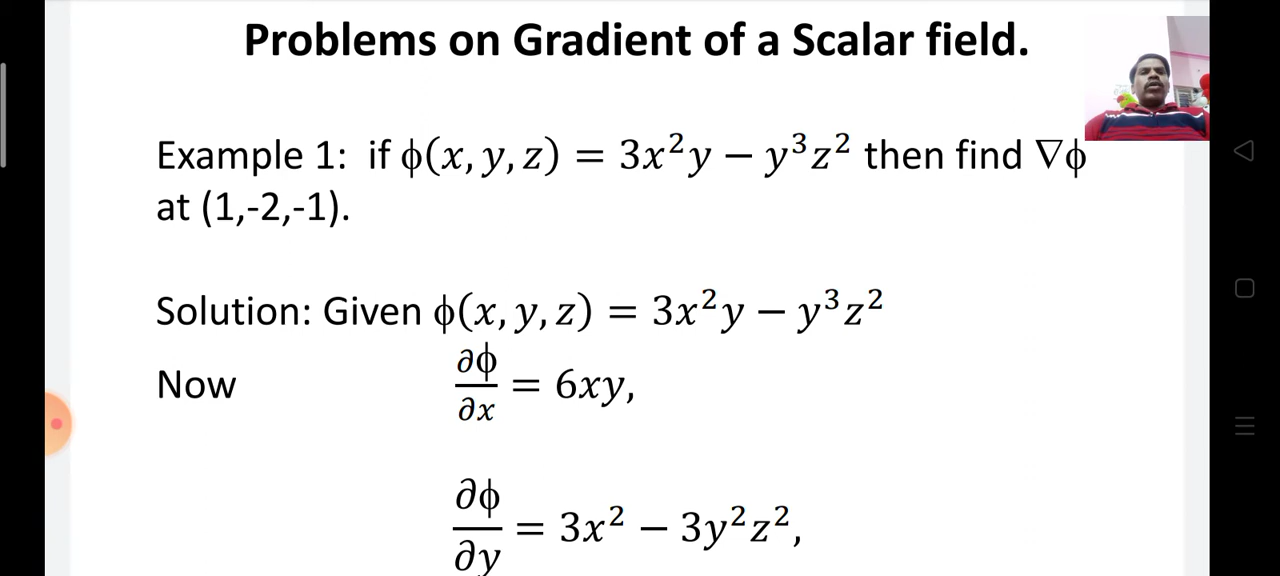 Problems on Gradient of a Scalar field.
Example 1: if ϕ(x, y, z) = 3x²y − y³z² then find ∇ϕ
at (1,-2,-1).
Solution: Given ϕ(x, y, z) = 3x²y − y³z²
Now ∂ϕ/∂x = 6xy,
∂ϕ/∂y = 3x² − 3y²z²,